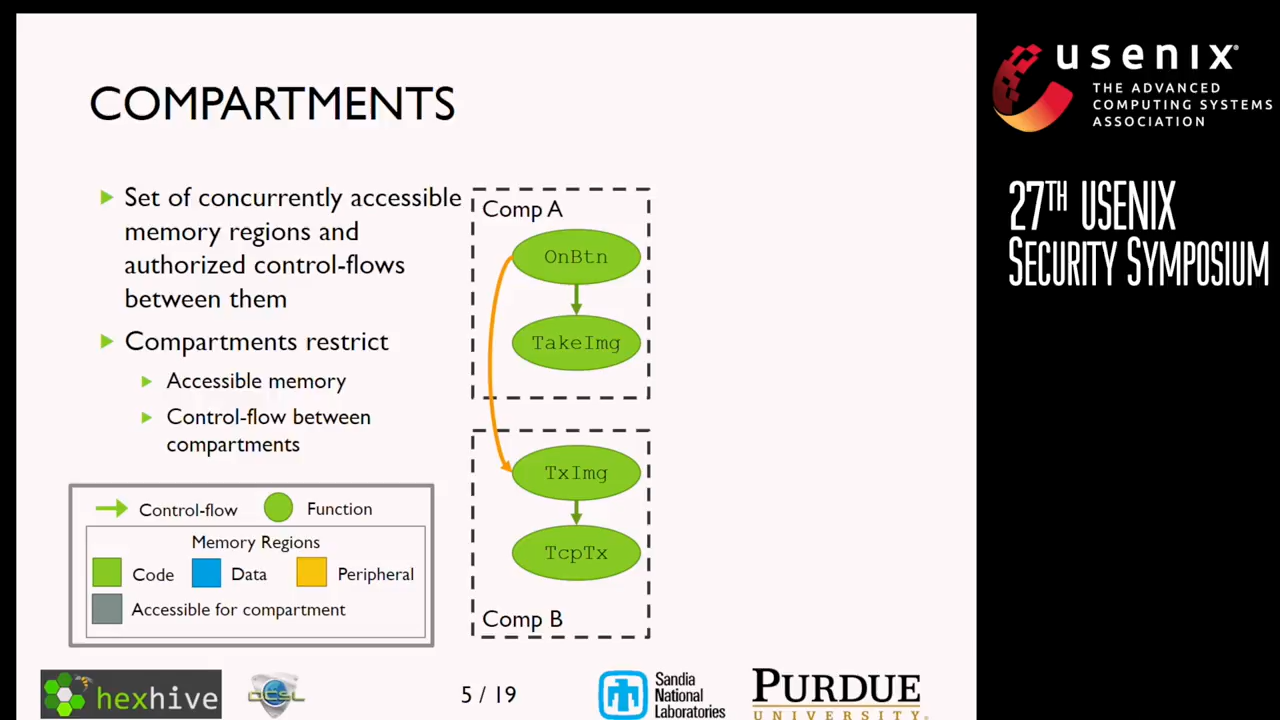 COMPARTMENTS
Set of concurrently accessible
memory regions and
authorized control-flows
between them
Compartments restrict
Accessible memory
Control-flow between
compartments
Comp A
OnBtn
TakeImg
TxImg
TcpTx
Comp B
Control-flow
Function
Memory Regions
Code
Data
Peripheral
Accessible for compartment
hexhive
5 / 19
Sandia
National
Laboratories
PURDUE
UNIVERSITY
usenix
THE ADVANCED
COMPUTING SYSTEMS
ASSOCIATION
27TH USENIX
SECURITY SYMPOSIUM